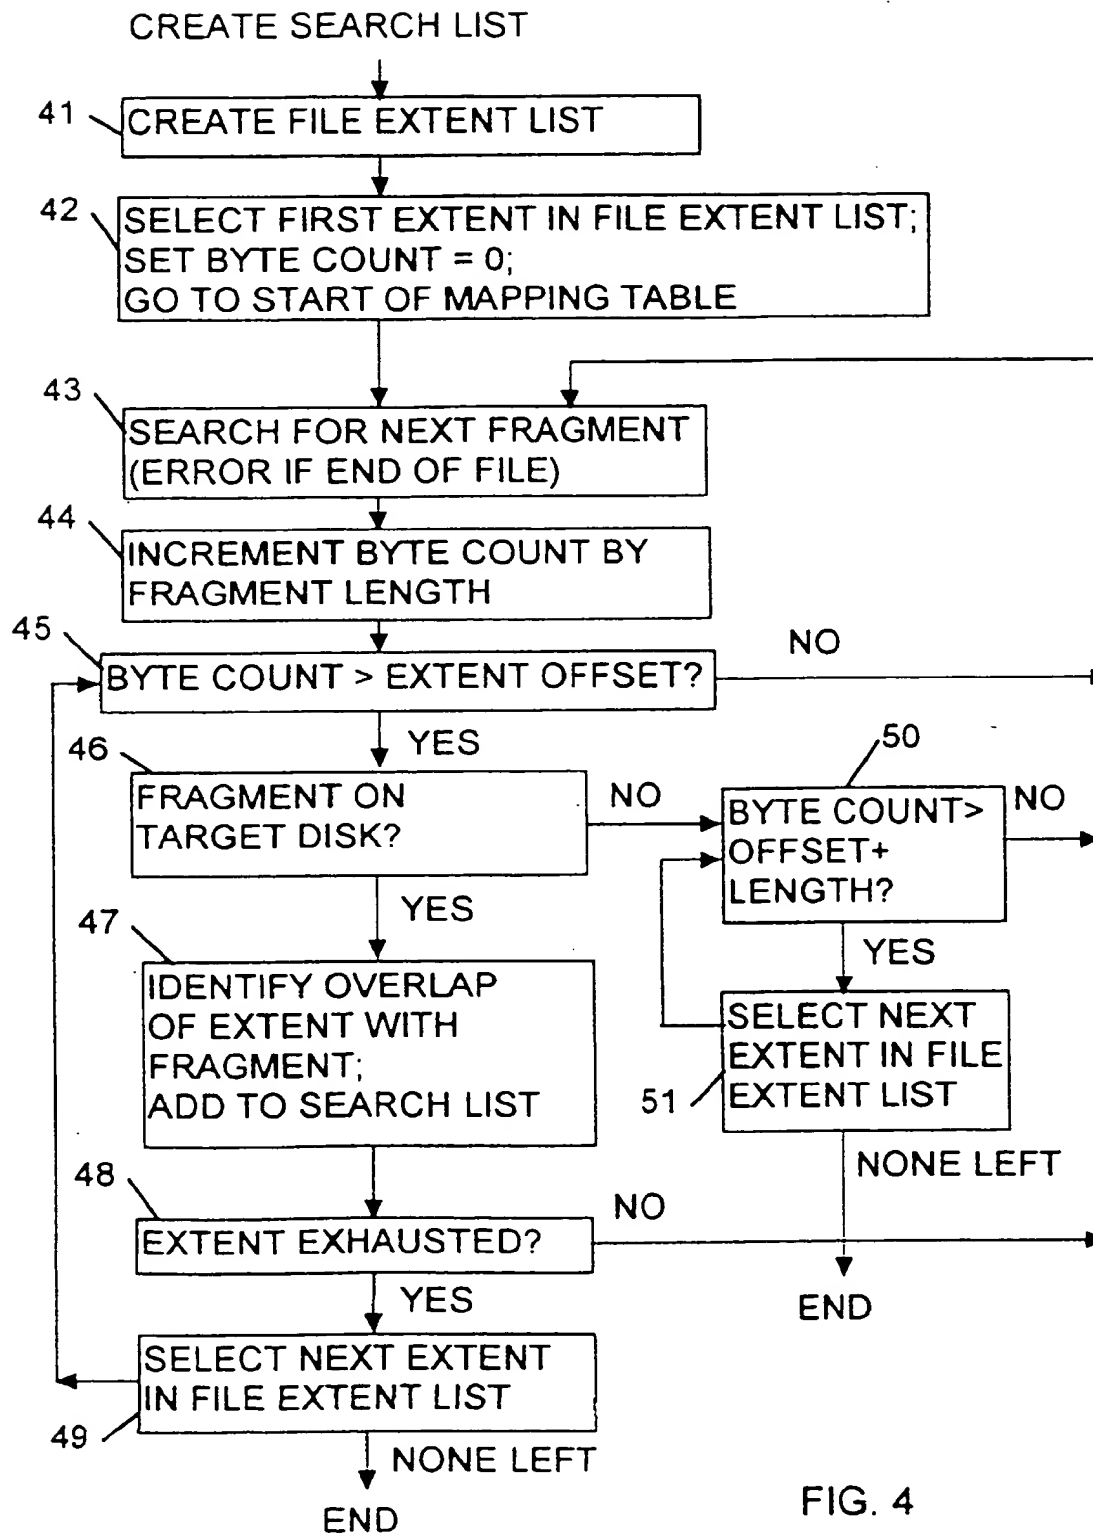 CREATE SEARCH LIST
41
CREATE FILE EXTENT LIST
42
SELECT FIRST EXTENT IN FILE EXTENT LIST;
SET BYTE COUNT = 0;
GO TO START OF MAPPING TABLE
43
SEARCH FOR NEXT FRAGMENT
(ERROR IF END OF FILE)
44
INCREMENT BYTE COUNT BY
FRAGMENT LENGTH
45
BYTE COUNT > EXTENT OFFSET?
NO
YES
46
FRAGMENT ON
TARGET DISK?
NO
50
BYTE COUNT>
OFFSET+
LENGTH?
NO
YES
YES
47
IDENTIFY OVERLAP
OF EXTENT WITH
FRAGMENT;
ADD TO SEARCH LIST
SELECT NEXT
EXTENT IN FILE
EXTENT LIST
51
NONE LEFT
END
48
EXTENT EXHAUSTED?
NO
YES
SELECT NEXT EXTENT
IN FILE EXTENT LIST
49
NONE LEFT
END
FIG. 4